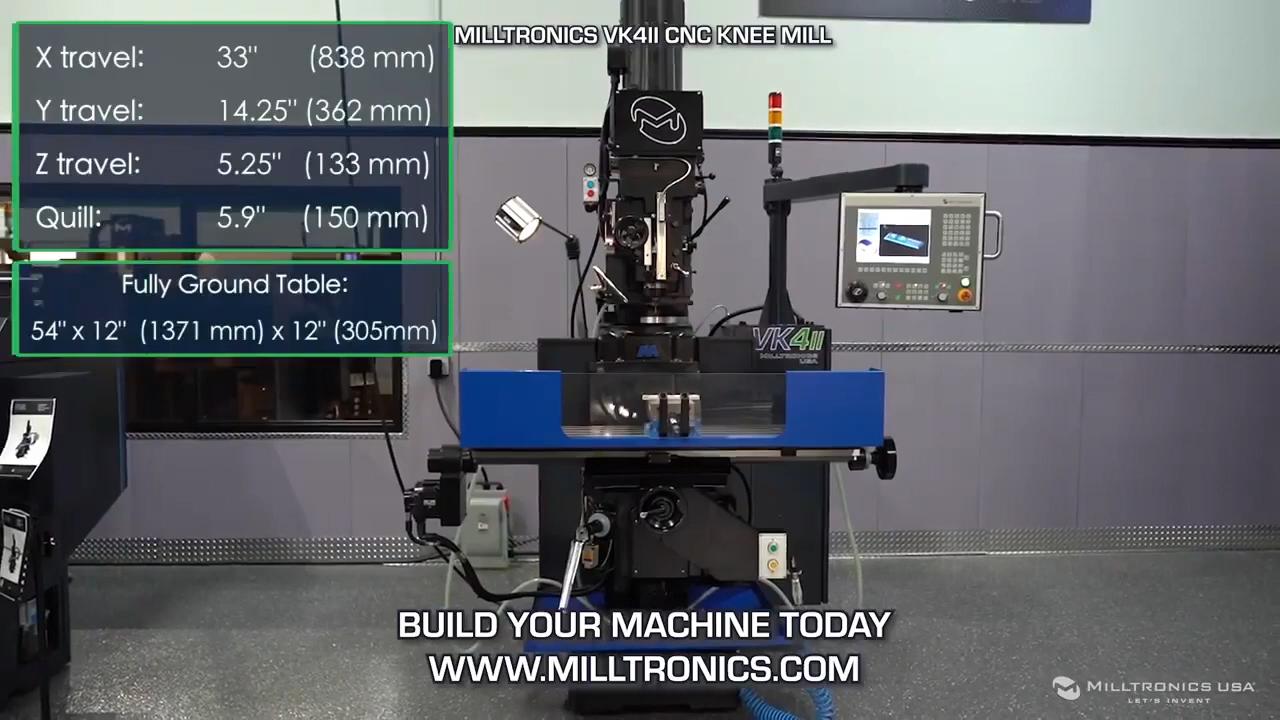 MILLTRONICS VK4II CNC KNEE MILL
X travel: 33" (838 mm)
Y travel: 14.25" (362 mm)
Z travel: 5.25" (133 mm)
Quill: 5.9" (150 mm)
Fully Ground Table:
54" x 12" (1371 mm) x 12" (305mm)
VK4II
MILLTRONICS
USA
BUILD YOUR MACHINE TODAY
WWW.MILLTRONICS.COM
MILLTRONICS USA
LET'S INVENT